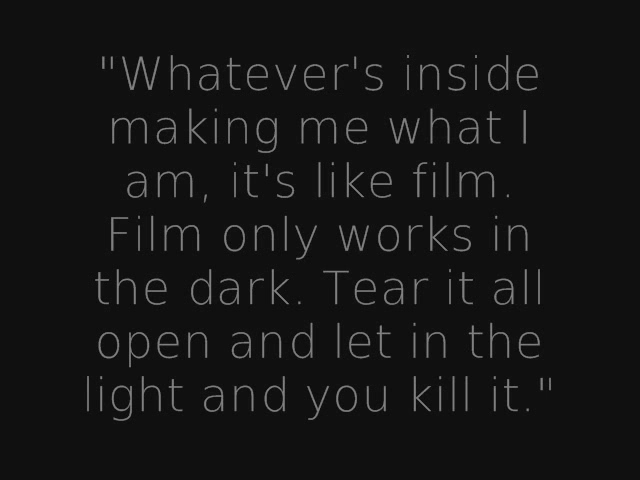 "Whatever's inside
making me what I
am, it's like film.
Film only works in
the dark. Tear it all
open and let in the
light and you kill it."